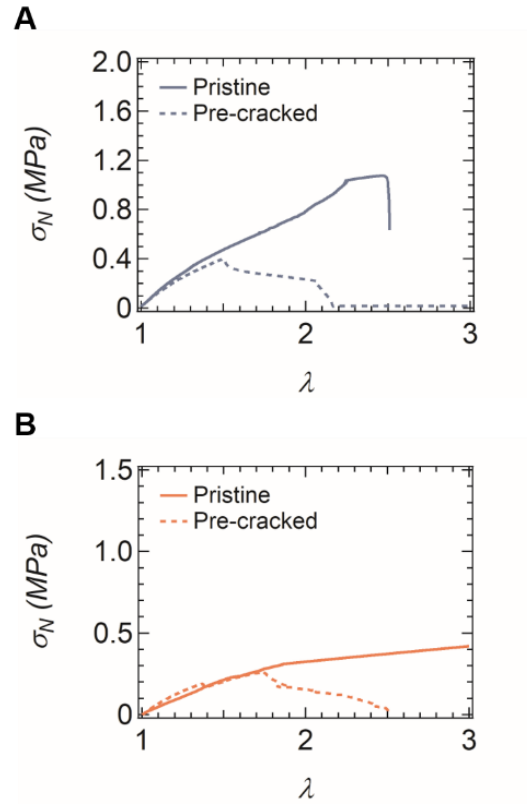 A
2.0
1.6
1.2
0.8
0.4
0
σN (MPa)
Pristine
Pre-cracked
1
2
3
λ
B
1.5
1.0
0.5
0
σN (MPa)
Pristine
Pre-cracked
1
2
3
λ